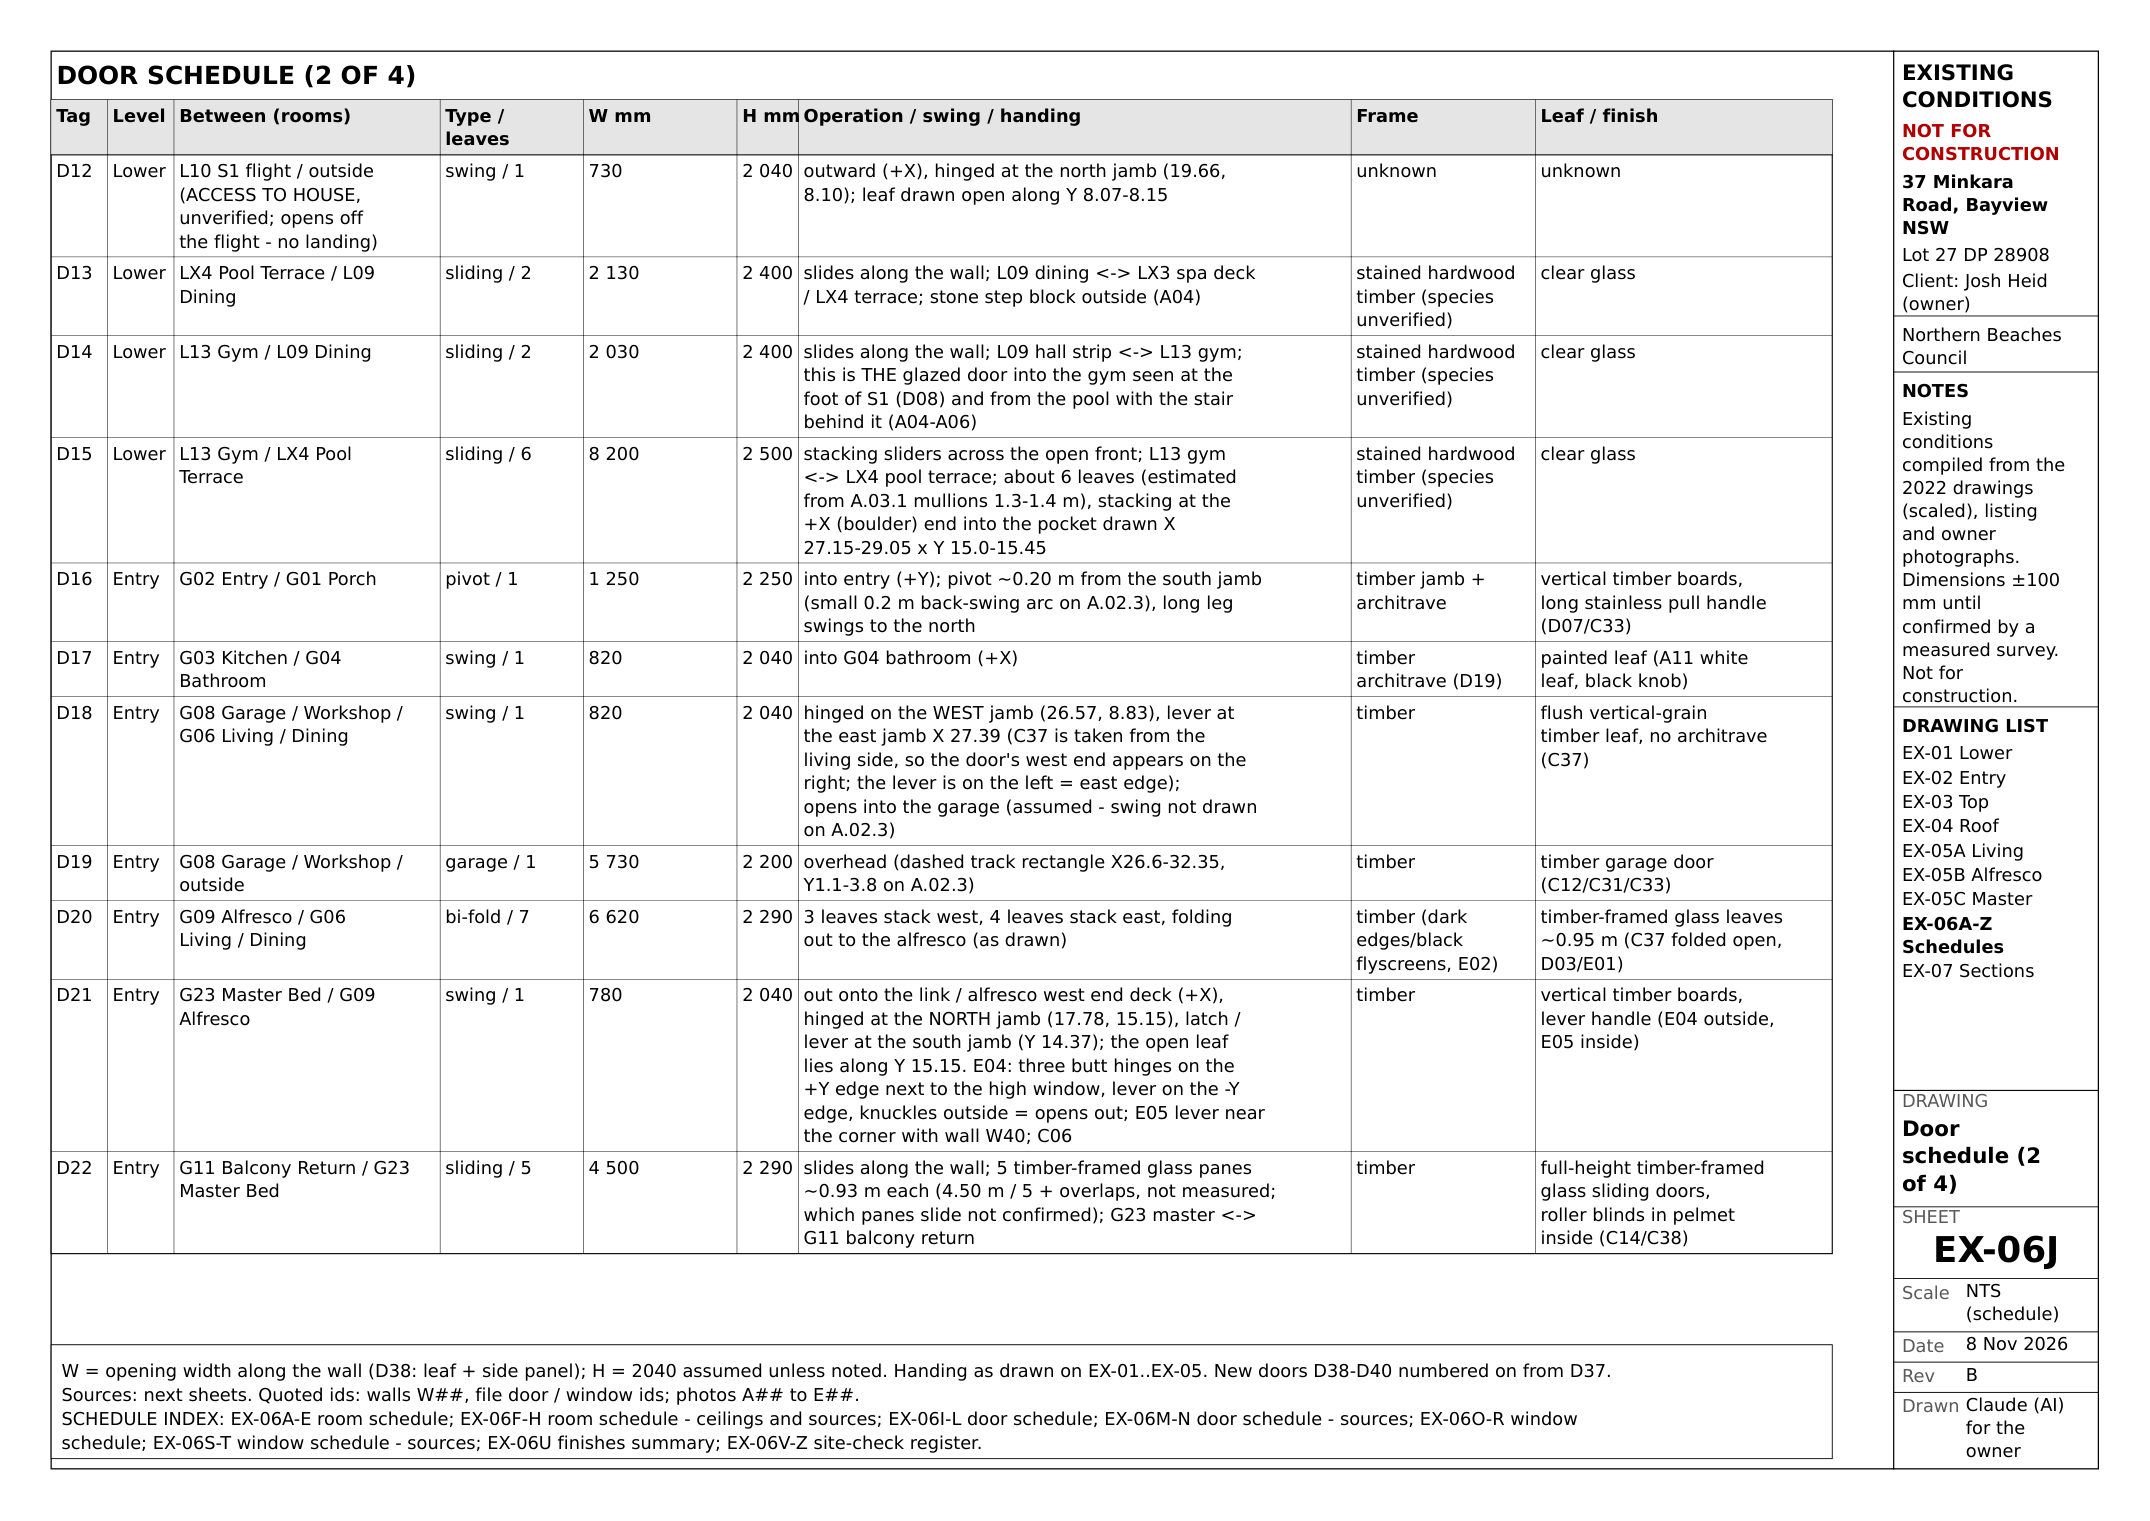 DOOR SCHEDULE (2 OF 4)
Tag Level Between (rooms) Type / leaves W mm H mm Operation / swing / handing Frame Leaf / finish
D12 Lower L10 S1 flight / outside swing / 1 730 2 040 outward (+X), hinged at the north jamb (19.66, unknown unknown
(ACCESS TO HOUSE, 8.10); leaf drawn open along Y 8.07-8.15
unverified; opens off
the flight - no landing)
D13 Lower LX4 Pool Terrace / L09 sliding / 2 2 130 2 400 slides along the wall; L09 dining <-> LX3 spa deck stained hardwood clear glass
Dining / LX4 terrace; stone step block outside (A04) timber (species
unverified)
D14 Lower L13 Gym / L09 Dining sliding / 2 2 030 2 400 slides along the wall; L09 hall strip <-> L13 gym; stained hardwood clear glass
this is THE glazed door into the gym seen at the timber (species
foot of S1 (D08) and from the pool with the stair unverified)
behind it (A04-A06)
D15 Lower L13 Gym / LX4 Pool sliding / 6 8 200 2 500 stacking sliders across the open front; L13 gym stained hardwood clear glass
Terrace <-> LX4 pool terrace; about 6 leaves (estimated timber (species
from A.03.1 mullions 1.3-1.4 m), stacking at the unverified)
+X (boulder) end into the pocket drawn X
27.15-29.05 x Y 15.0-15.45
D16 Entry G02 Entry / G01 Porch pivot / 1 1 250 2 250 into entry (+Y); pivot ~0.20 m from the south jamb timber jamb + vertical timber boards,
(small 0.2 m back-swing arc on A.02.3), long leg architrave long stainless pull handle
swings to the north (D07/C33)
D17 Entry G03 Kitchen / G04 swing / 1 820 2 040 into G04 bathroom (+X) timber painted leaf (A11 white
Bathroom architrave (D19) leaf, black knob)
D18 Entry G08 Garage / Workshop / swing / 1 820 2 040 hinged on the WEST jamb (26.57, 8.83), lever at timber flush vertical-grain
G06 Living / Dining the east jamb X 27.39 (C37 is taken from the timber leaf, no architrave
living side, so the door's west end appears on the (C37)
right; the lever is on the left = east edge);
opens into the garage (assumed - swing not drawn
on A.02.3)
D19 Entry G08 Garage / Workshop / garage / 1 5 730 2 200 overhead (dashed track rectangle X26.6-32.35, timber timber garage door
outside Y1.1-3.8 on A.02.3) (C12/C31/C33)
D20 Entry G09 Alfresco / G06 bi-fold / 7 6 620 2 290 3 leaves stack west, 4 leaves stack east, folding timber (dark timber-framed glass leaves
Living / Dining out to the alfresco (as drawn) edges/black ~0.95 m (C37 folded open,
flyscreens, E02) D03/E01)
D21 Entry G23 Master Bed / G09 swing / 1 780 2 040 out onto the link / alfresco west end deck (+X), timber vertical timber boards,
Alfresco hinged at the NORTH jamb (17.78, 15.15), latch / lever handle (E04 outside,
lever at the south jamb (Y 14.37); the open leaf E05 inside)
lies along Y 15.15. E04: three butt hinges on the
+Y edge next to the high window, lever on the -Y
edge, knuckles outside = opens out; E05 lever near
the corner with wall W40; C06
D22 Entry G11 Balcony Return / G23 sliding / 5 4 500 2 290 slides along the wall; 5 timber-framed glass panes timber full-height timber-framed
Master Bed ~0.93 m each (4.50 m / 5 + overlaps, not measured; glass sliding doors,
which panes slide not confirmed); G23 master <-> roller blinds in pelmet
G11 balcony return inside (C14/C38)
W = opening width along the wall (D38: leaf + side panel); H = 2040 assumed unless noted. Handing as drawn on EX-01..EX-05. New doors D38-D40 numbered on from D37.
Sources: next sheets. Quoted ids: walls W##, file door / window ids; photos A## to E##.
SCHEDULE INDEX: EX-06A-E room schedule; EX-06F-H room schedule - ceilings and sources; EX-06I-L door schedule; EX-06M-N door schedule - sources; EX-06O-R window
schedule; EX-06S-T window schedule - sources; EX-06U finishes summary; EX-06V-Z site-check register.
EXISTING
CONDITIONS
NOT FOR
CONSTRUCTION
37 Minkara
Road, Bayview
NSW
Lot 27 DP 28908
Client: Josh Heid
(owner)
Northern Beaches
Council
NOTES
Existing
conditions
compiled from the
2022 drawings
(scaled), listing
and owner
photographs.
Dimensions ±100
mm until
confirmed by a
measured survey.
Not for
construction.
DRAWING LIST
EX-01 Lower
EX-02 Entry
EX-03 Top
EX-04 Roof
EX-05A Living
EX-05B Alfresco
EX-05C Master
EX-06A-Z
Schedules
EX-07 Sections
DRAWING
Door
schedule (2
of 4)
SHEET
EX-06J
Scale NTS
(schedule)
Date 8 Nov 2026
Rev B
Drawn Claude (AI)
for the
owner